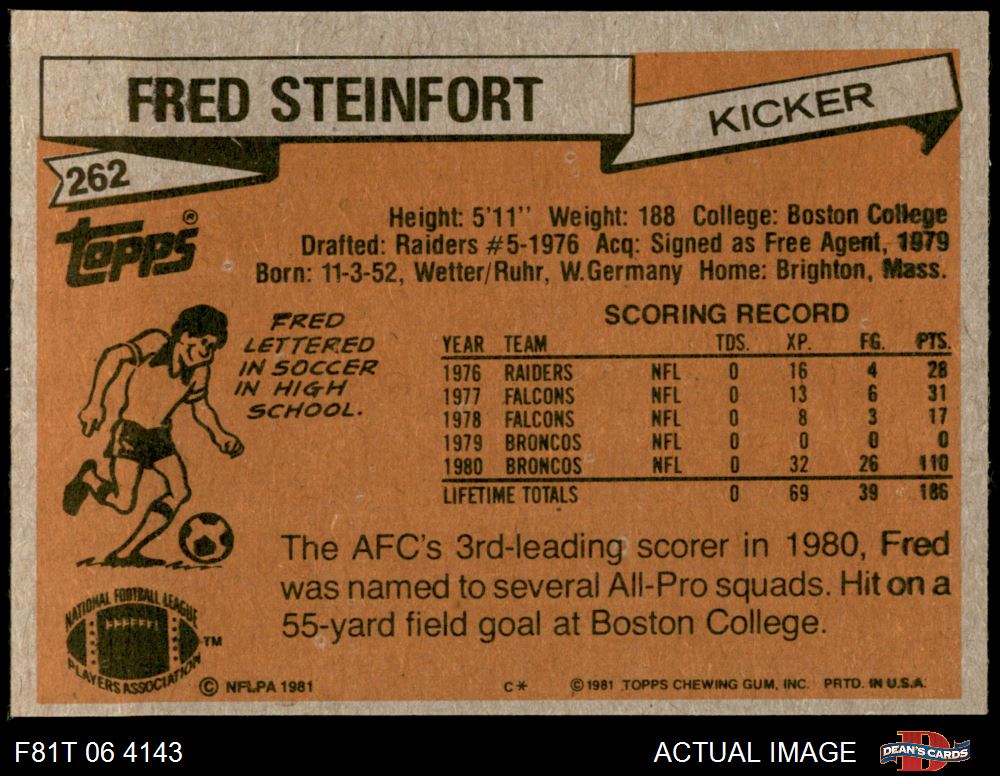 FRED STEINFORT
KICKER
262
TOPPS®
Height: 5'11" Weight: 188 College: Boston College
Drafted: Raiders #5-1976 Acq: Signed as Free Agent, 1979
Born: 11-3-52, Wetter/Ruhr, W.Germany Home: Brighton, Mass.
FRED
LETTERED
IN SOCCER
IN HIGH
SCHOOL.
SCORING RECORD
YEAR TEAM TDS. XP. FG. PTS.
1976 RAIDERS NFL 0 16 4 28
1977 FALCONS NFL 0 13 6 31
1978 FALCONS NFL 0 8 3 17
1979 BRONCOS NFL 0 0 0 0
1980 BRONCOS NFL 0 32 26 110
LIFETIME TOTALS 0 69 39 186
The AFC's 3rd-leading scorer in 1980, Fred
was named to several All-Pro squads. Hit on a
55-yard field goal at Boston College.
NATIONAL FOOTBALL LEAGUE
PLAYERS ASSOCIATION
TM
© NFLPA 1981
C*
© 1981 TOPPS CHEWING GUM, INC. PRTD. IN U.S.A.
F81T 06 4143
ACTUAL IMAGE
DEAN'S CARDS